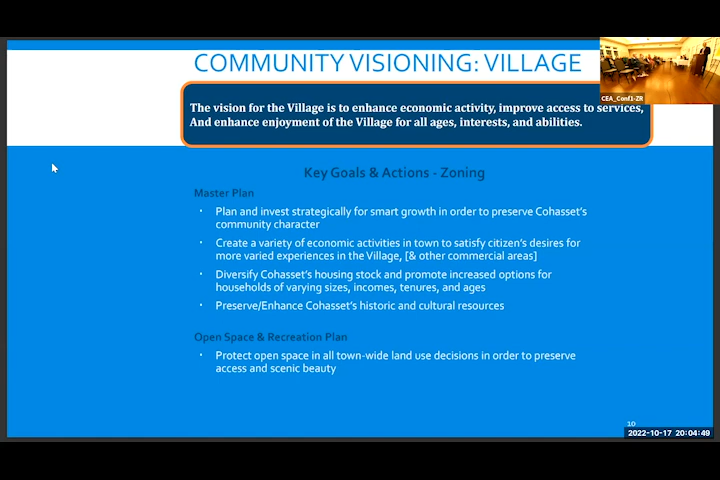 COMMUNITY VISIONING: VILLAGE
CEA_Conf1-ZR
The vision for the Village is to enhance economic activity, improve access to services,
And enhance enjoyment of the Village for all ages, interests, and abilities.
Key Goals & Actions - Zoning
Master Plan
• Plan and invest strategically for smart growth in order to preserve Cohasset's
community character
• Create a variety of economic activities in town to satisfy citizen's desires for
more varied experiences in the Village, [& other commercial areas]
• Diversify Cohasset's housing stock and promote increased options for
households of varying sizes, incomes, tenures, and ages
• Preserve/Enhance Cohasset's historic and cultural resources
Open Space & Recreation Plan
• Protect open space in all town-wide land use decisions in order to preserve
access and scenic beauty
10
2022-10-17 20:04:49